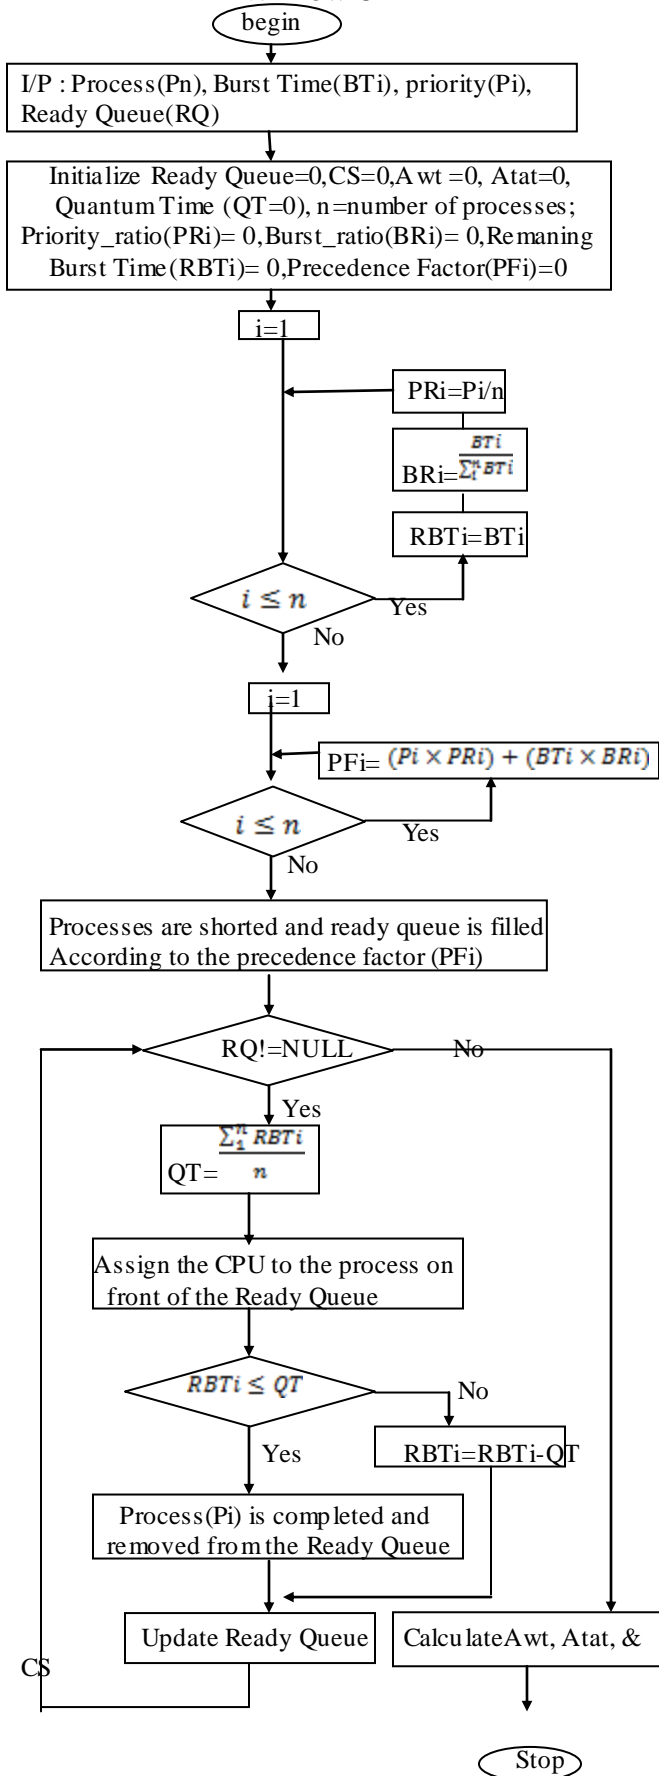 begin
I/P : Process(Pn), Burst Time(BTi), priority(Pi),
Ready Queue(RQ)
Initialize Ready Queue=0,CS=0,Awt =0, Atat=0,
Quantum Time (QT=0), n=number of processes;
Priority_ratio(PRi)= 0,Burst_ratio(BRi)= 0,Remaning
Burst Time(RBTi)= 0,Precedence Factor(PFi)=0
i=1
PRi=Pi/n
BRi= BTi / ∑ⁿᵢ BTi
RBTi=BTi
i ≤ n
Yes
No
i=1
PFi= (Pi × PRi) + (BTi × BRi)
i ≤ n
Yes
No
Processes are shorted and ready queue is filled
According to the precedence factor (PFi)
RQ!=NULL
No
Yes
QT= ∑ⁿ₁ RBTi / n
Assign the CPU to the process on
front of the Ready Queue
RBTi ≤ QT
No
Yes
RBTi=RBTi-QT
Process(Pi) is completed and
removed from the Ready Queue
Update Ready Queue
CalculateAwt, Atat, &
CS
Stop